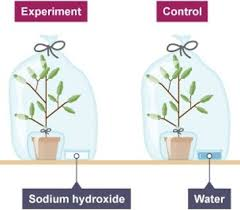 Experiment
Control
Sodium hydroxide
Water